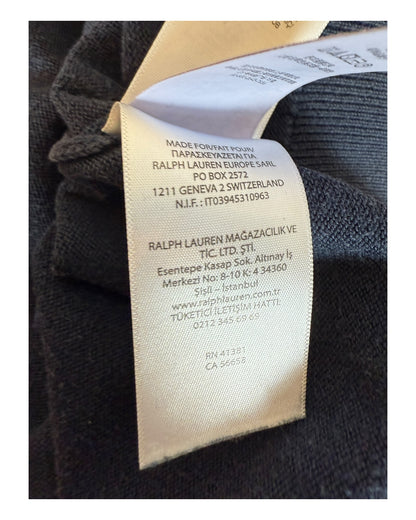 MADE FOR/FAIT POUR/
ΠΑΡΑΣΚΕΥΑΖΕΤΑΙ ΓΙΑ
RALPH LAUREN EUROPE SARL
PO BOX 2572
1211 GENEVA 2 SWITZERLAND
N.I.F.: IT03945310963
RALPH LAUREN MAĞAZACILIK VE
TİC. LTD. ŞTİ.
Esentepe Kasap Sok. Altınay İş
Merkezi No: 8-10 K: 4 34360
Şişli – İstanbul
www.ralphlauren.com.tr
TÜKETİCİ İLETİŞİM HATTI.
0212 345 69 69
RN 41381
CA 56658